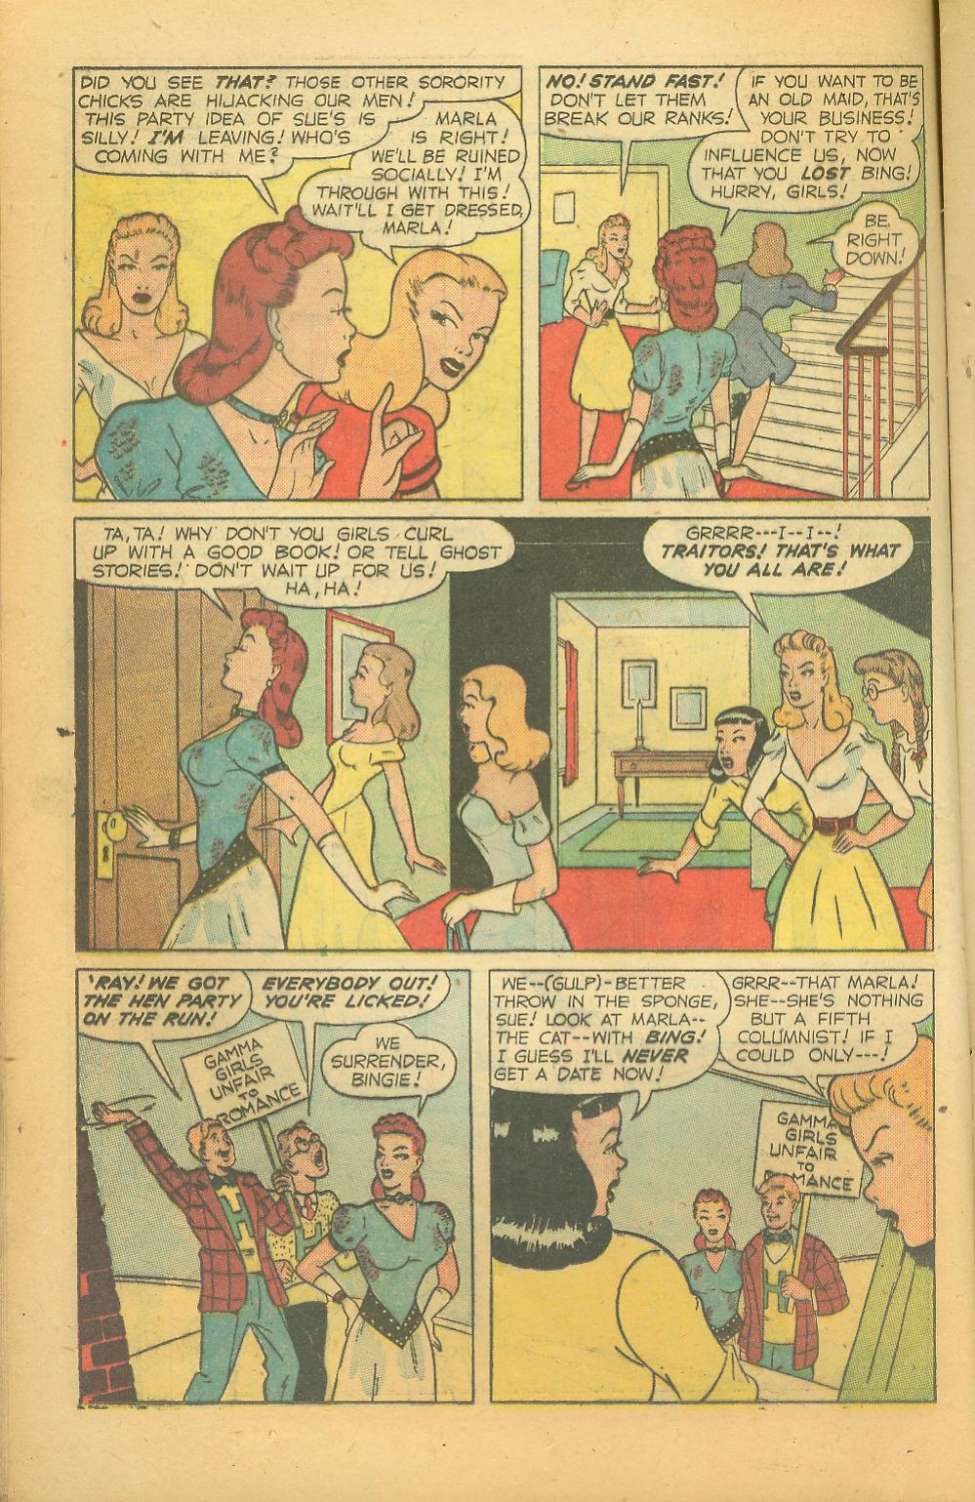 DID YOU SEE THAT? THOSE OTHER SORORITY
CHICKS ARE HIJACKING OUR MEN!
THIS PARTY IDEA OF SUE'S IS
SILLY! I'M LEAVING! WHO'S
COMING WITH ME?
MARLA
IS RIGHT!
WE'LL BE RUINED
SOCIALLY! I'M
THROUGH WITH THIS!
WAIT'LL I GET DRESSED,
MARLA!
NO! STAND FAST!
DON'T LET THEM
BREAK OUR RANKS!
IF YOU WANT TO BE
AN OLD MAID, THAT'S
YOUR BUSINESS!
DON'T TRY TO
INFLUENCE US, NOW
THAT YOU LOST BING!
HURRY, GIRLS!
BE
RIGHT
DOWN!
TA, TA! WHY DON'T YOU GIRLS CURL
UP WITH A GOOD BOOK! OR TELL GHOST
STORIES! DON'T WAIT UP FOR US!
HA, HA!
GRRRR---I--I--!
TRAITORS! THAT'S WHAT
YOU ALL ARE!
'RAY! WE GOT
THE HEN PARTY
ON THE RUN!
EVERYBODY OUT!
YOU'RE LICKED!
WE
SURRENDER,
BINGIE!
GAMMA
GIRLS
UNFAIR
TO
ROMANCE
WE--(GULP)-BETTER
THROW IN THE SPONGE,
SUE! LOOK AT MARLA--
THE CAT--WITH BING!
I GUESS I'LL NEVER
GET A DATE NOW!
GRRR--THAT MARLA!
SHE--SHE'S NOTHING
BUT A FIFTH
COLUMNIST! IF I
COULD ONLY---!
GAMMA
GIRLS
UNFAIR
TO
MANCE
H
H